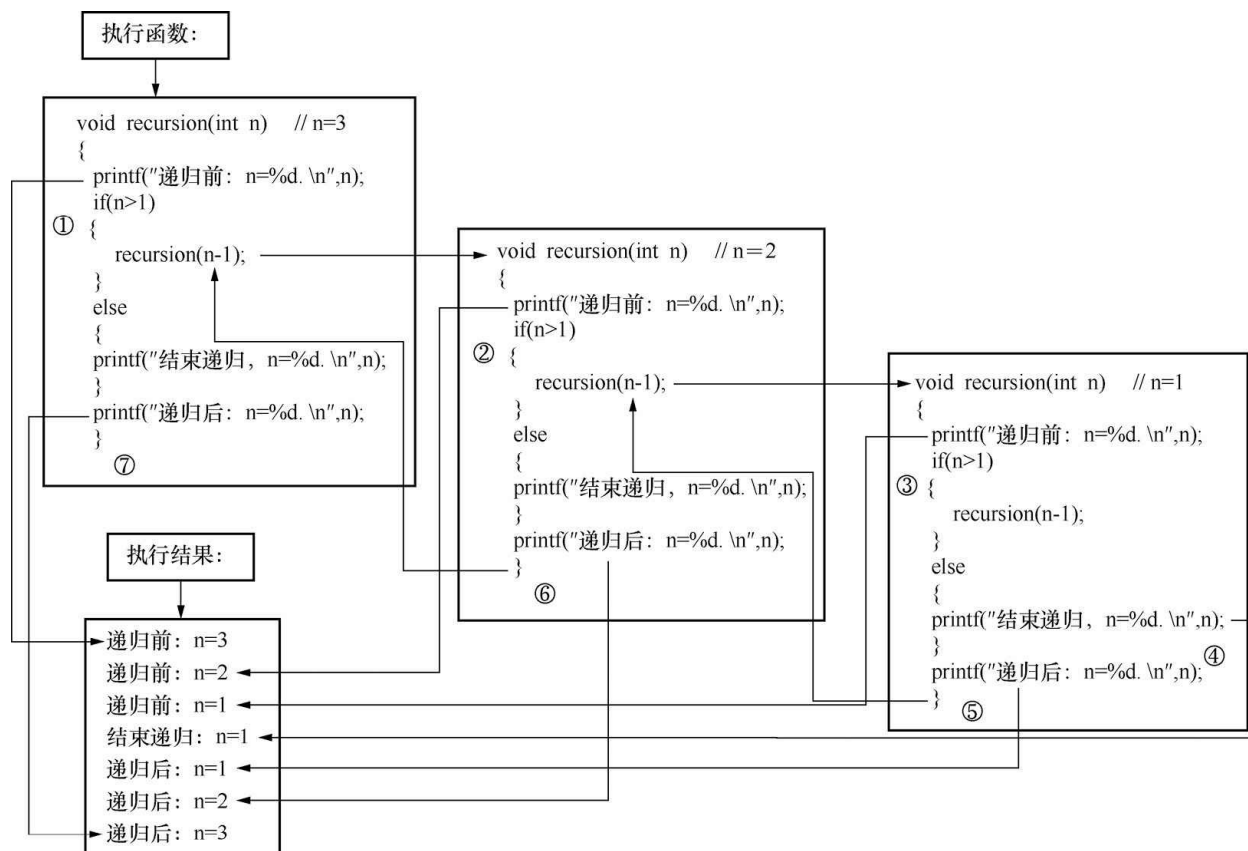 执行函数：
void recursion(int n) // n=3
{
printf("递归前：n=%d. \n",n);
if(n>1)
① {
recursion(n-1);
}
else
{
printf("结束递归，n=%d. \n",n);
}
printf("递归后：n=%d. \n",n);
}
⑦
void recursion(int n) // n＝2
{
printf("递归前：n=%d. \n",n);
if(n>1)
② {
recursion(n-1);
}
else
{
printf("结束递归，n=%d. \n",n);
}
printf("递归后：n=%d. \n",n);
}
⑥
void recursion(int n) // n=1
{
printf("递归前：n=%d. \n",n);
if(n>1)
③ {
recursion(n-1);
}
else
{
printf("结束递归，n=%d. \n",n);
} ④
printf("递归后：n=%d. \n",n);
}
⑤
执行结果：
递归前：n=3
递归前：n=2
递归前：n=1
结束递归：n=1
递归后：n=1
递归后：n=2
递归后：n=3